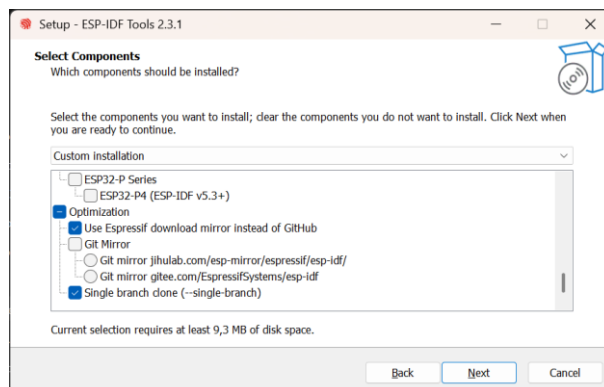 Setup - ESP-IDF Tools 2.3.1
Select Components
Which components should be installed?
Select the components you want to install; clear the components you do not want to install. Click Next when
you are ready to continue.
Custom installation
ESP32-P Series
ESP32-P4 (ESP-IDF v5.3+)
Optimization
Use Espressif download mirror instead of GitHub
Git Mirror
Git mirror jihulab.com/esp-mirror/espressif/esp-idf/
Git mirror gitee.com/EspressifSystems/esp-idf
Single branch clone (--single-branch)
Current selection requires at least 9,3 MB of disk space.
Back
Next
Cancel